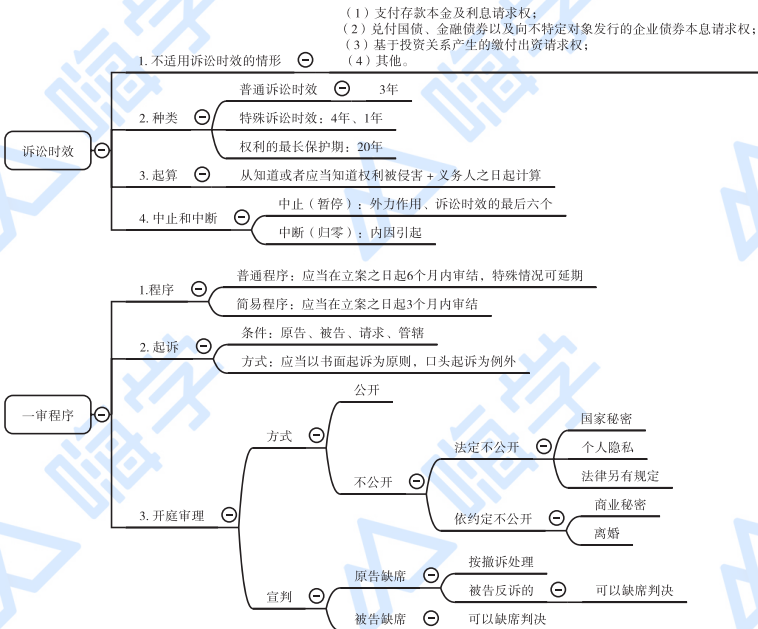 （1）支付存款本金及利息请求权；
（2）兑付国债、金融债券以及向不特定对象发行的企业债券本息请求权；
（3）基于投资关系产生的缴付出资请求权；
（4）其他。
1. 不适用诉讼时效的情形
普通诉讼时效 3年
2. 种类
特殊诉讼时效：4年、1年
权利的最长保护期：20年
诉讼时效
3. 起算 从知道或者应当知道权利被侵害 + 义务人之日起计算
中止（暂停）：外力作用、诉讼时效的最后六个
4. 中止和中断
中断（归零）：内因引起
普通程序：应当在立案之日起6个月内审结，特殊情况可延期
1.程序
简易程序：应当在立案之日起3个月内审结
条件：原告、被告、请求、管辖
2. 起诉
方式：应当以书面起诉为原则，口头起诉为例外
一审程序
公开
方式
国家秘密
法定不公开
个人隐私
法律另有规定
不公开
商业秘密
依约定不公开
离婚
3. 开庭审理
按撤诉处理
原告缺席
被告反诉的 可以缺席判决
宣判
被告缺席 可以缺席判决
嗨学
嗨学
嗨学
嗨学